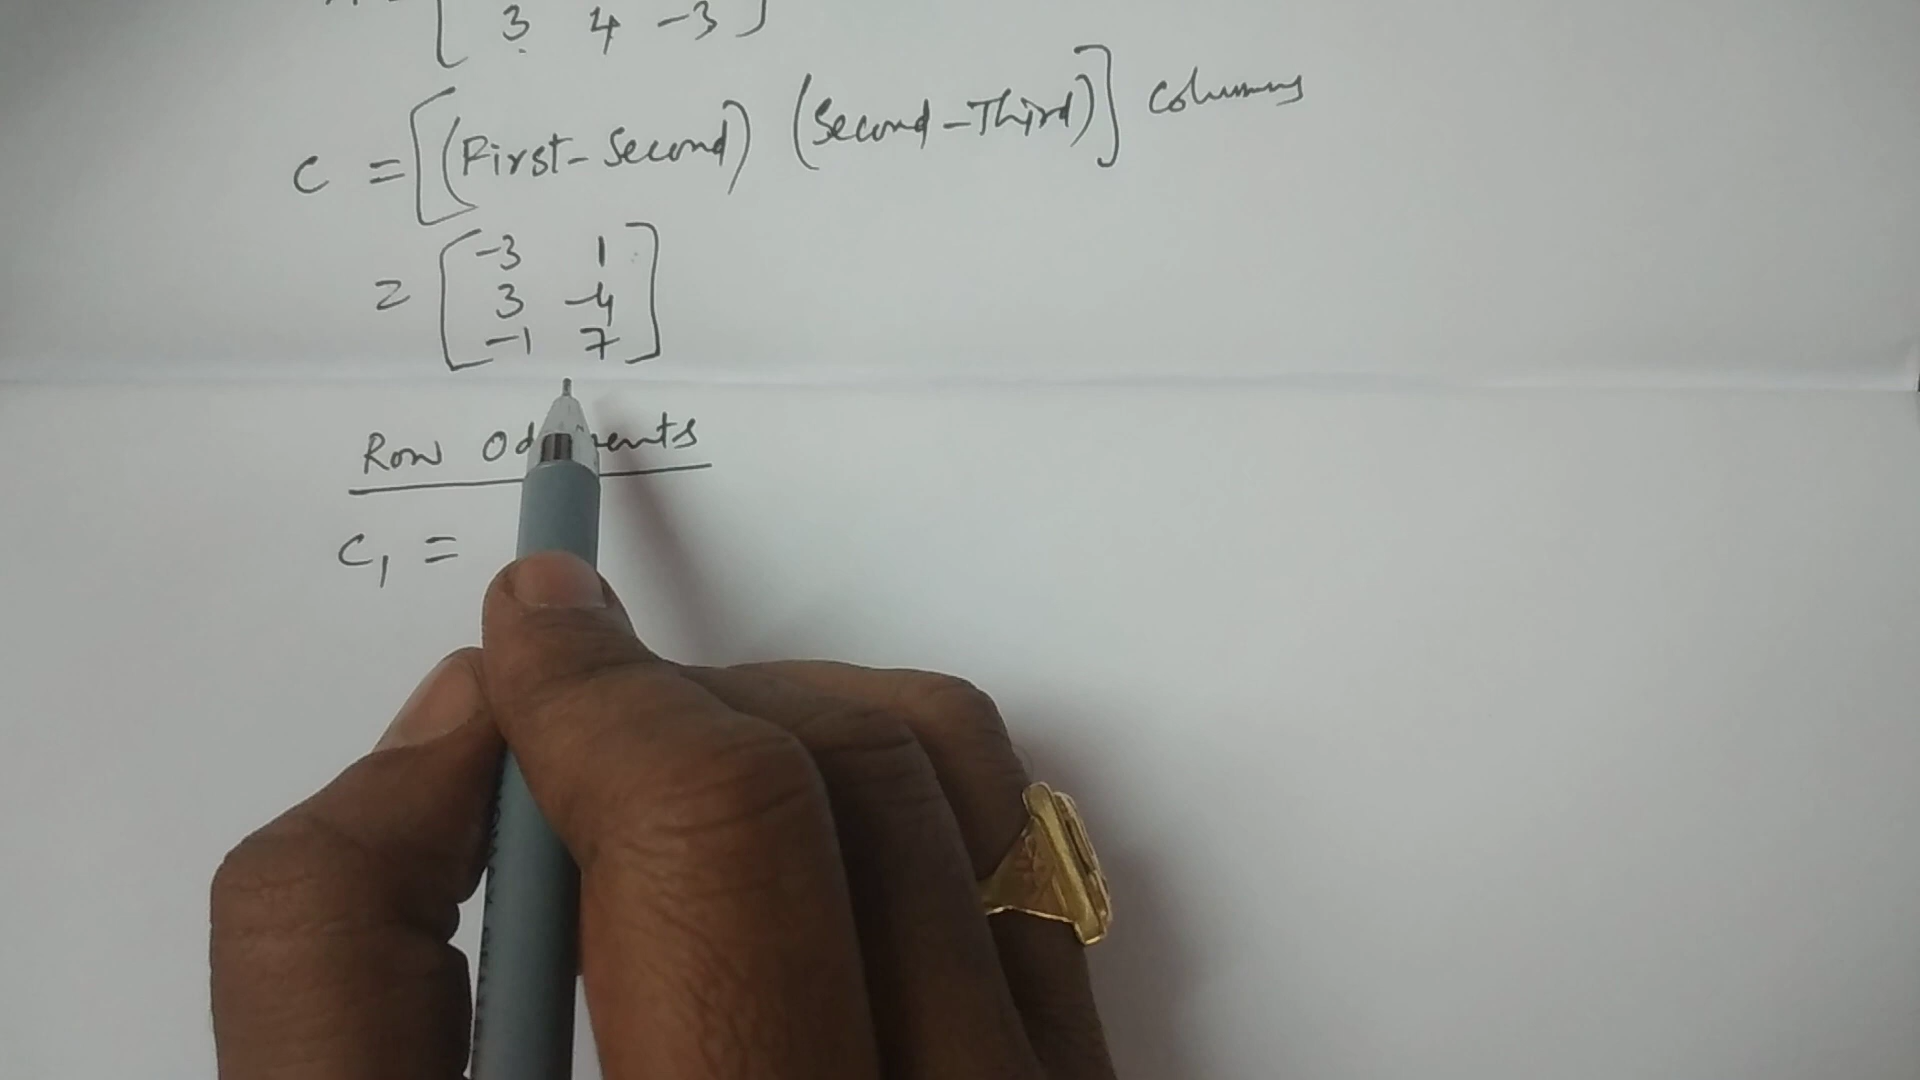 3 4 -3
C = [(First - Second) (Second - Third)] columns
= [-3 1
3 -4
-1 7]
Row
C₁ =